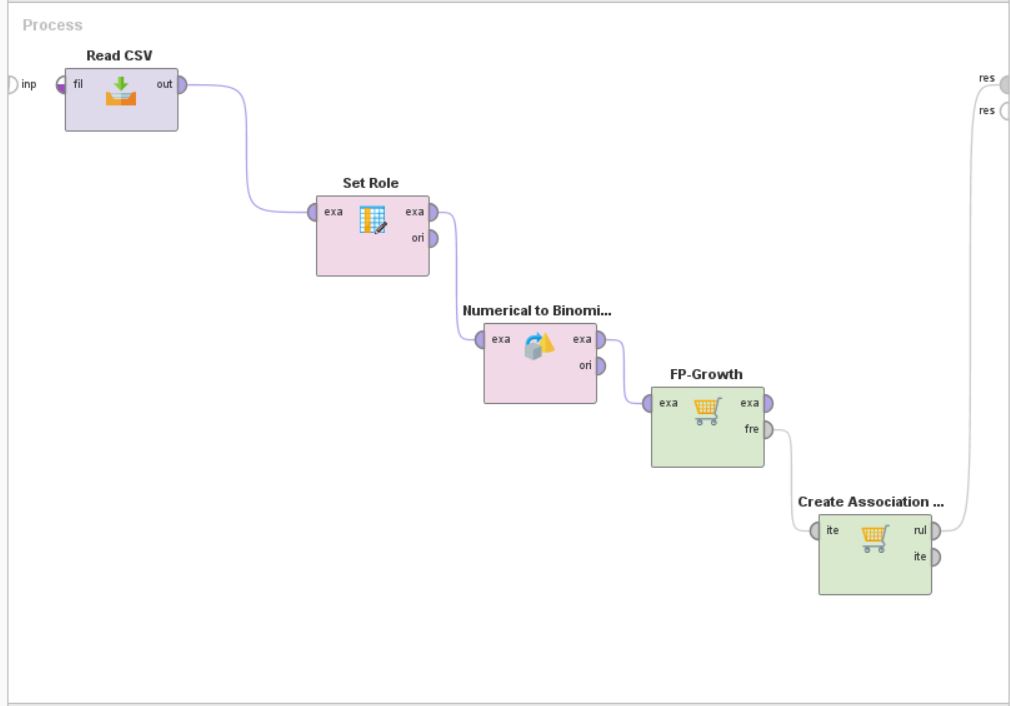 Process
Read CSV
inp
fil
out
res
res
Set Role
exa
exa
ori
Numerical to Binomi...
exa
exa
ori
FP-Growth
exa
exa
fre
Create Association ...
ite
rul
ite